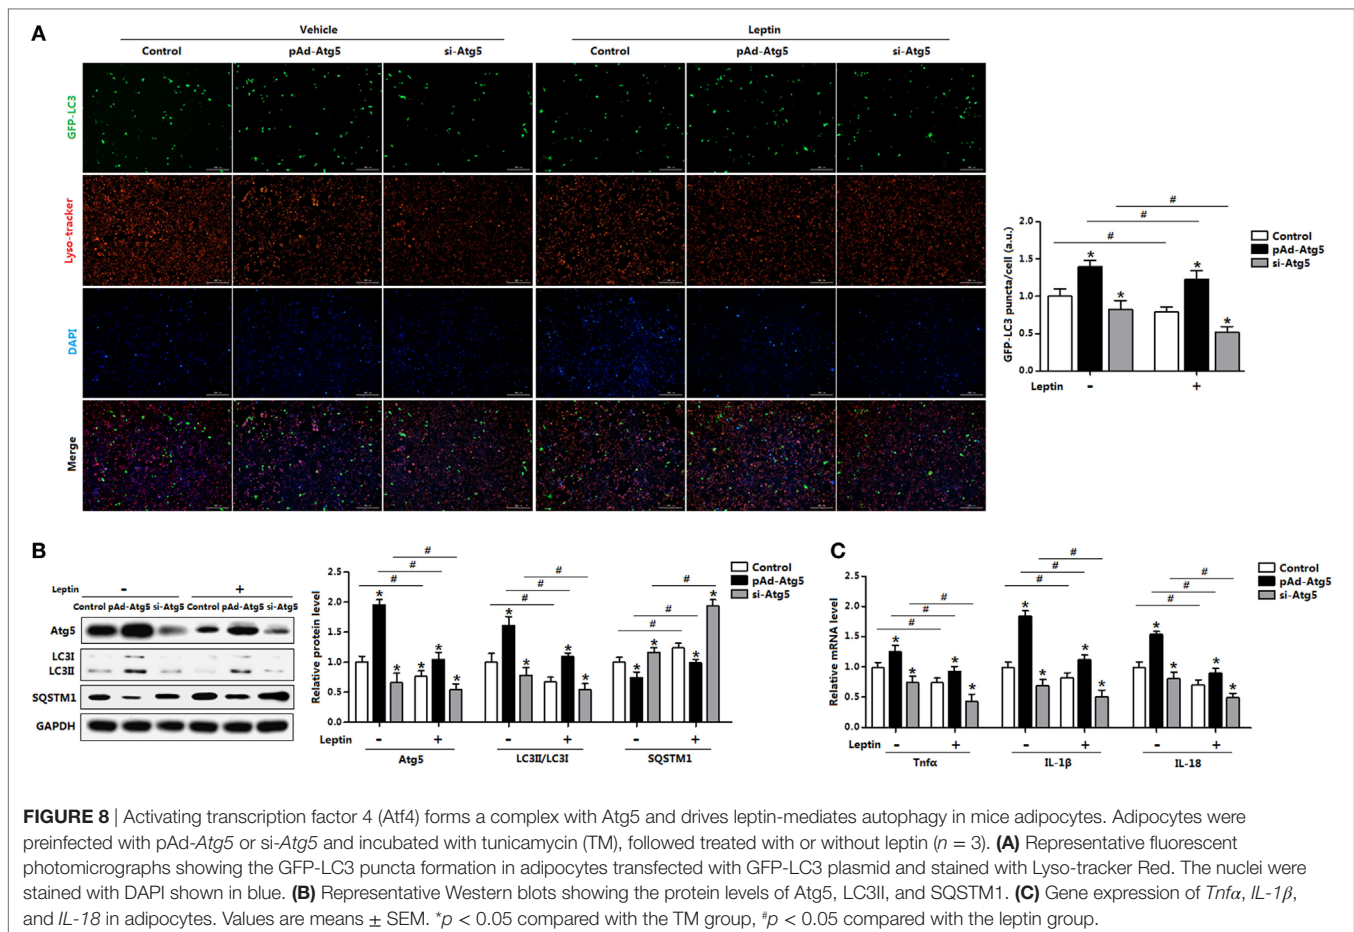 A
Vehicle
Leptin
Control pAd-Atg5 si-Atg5 Control pAd-Atg5 si-Atg5
GFP-LC3
Lyso-tracker
DAPI
Merge
GFP-LC3 puncta/cell (a.u.)
2.0
1.5
1.0
0.5
0.0
# # #
* * * *
Control
pAd-Atg5
si-Atg5
Leptin - +
B
Leptin - +
Control pAd-Atg5 si-Atg5 Control pAd-Atg5 si-Atg5
Atg5
LC3I
LC3II
SQSTM1
GAPDH
Relative protein level
2.5
2.0
1.5
1.0
0.5
0.0
# # # # # # # # #
* * * * * * * * * * * *
Control
pAd-Atg5
si-Atg5
Leptin - + - + - +
Atg5 LC3II/LC3I SQSTM1
C
Relative mRNA level
2.5
2.0
1.5
1.0
0.5
0.0
# # # # # # # # #
* * * * * * * * * * * *
Control
pAd-Atg5
si-Atg5
Leptin - + - + - +
Tnfα IL-1β IL-18
FIGURE 8 | Activating transcription factor 4 (Atf4) forms a complex with Atg5 and drives leptin-mediates autophagy in mice adipocytes. Adipocytes were
preinfected with pAd-Atg5 or si-Atg5 and incubated with tunicamycin (TM), followed treated with or without leptin (n = 3). (A) Representative fluorescent
photomicrographs showing the GFP-LC3 puncta formation in adipocytes transfected with GFP-LC3 plasmid and stained with Lyso-tracker Red. The nuclei were
stained with DAPI shown in blue. (B) Representative Western blots showing the protein levels of Atg5, LC3II, and SQSTM1. (C) Gene expression of Tnfα, IL-1β,
and IL-18 in adipocytes. Values are means ± SEM. *p < 0.05 compared with the TM group, #p < 0.05 compared with the leptin group.